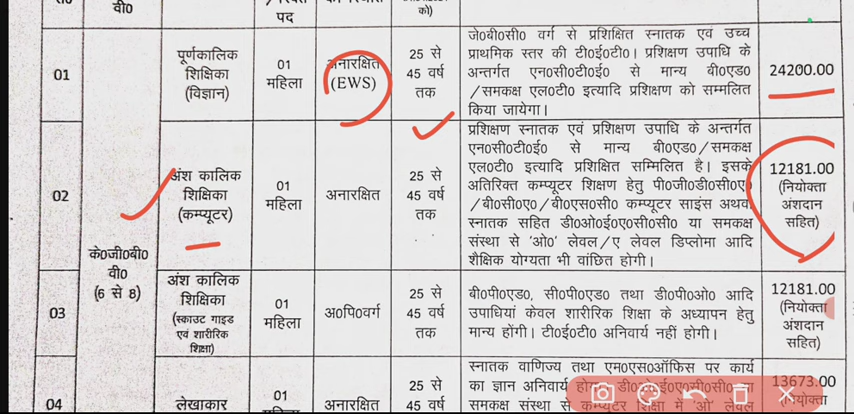 वी0
पद
को)
01
पूर्णकालिक
शिक्षिका
(विज्ञान)
01
महिला
अनारक्षित
(EWS)
25 से
45 वर्ष
तक
जे0बी0सी0 वर्ग से प्रशिक्षित स्नातक एवं उच्च
प्राथमिक स्तर की टी0ई0टी0। प्रशिक्षण उपाधि के
अन्तर्गत एन0सी0टी0ई0 से मान्य बी0एड0
/समकक्ष एल0टी0 इत्यादि प्रशिक्षण को सम्मलित
किया जायेगा।
24200.00
के0जी0बी0
वी0
(6 से 8)
02
अंश कालिक
शिक्षिका
(कम्प्यूटर)
01
महिला
अनारक्षित
25 से
45 वर्ष
तक
प्रशिक्षण स्नातक एवं प्रशिक्षण उपाधि के अन्तर्गत
एन0सी0टी0ई0 से मान्य बी0एड0/समकक्ष
एल0टी0 इत्यादि प्रशिक्षित सम्मिलित है। इसके
अतिरिक्त कम्प्यूटर शिक्षण हेतु पी0जी0डी0सी0ए0
/बी0सी0ए0/बी0एस0सी0 कम्प्यूटर साइंस अथवा
स्नातक सहित डी0ओ0ई0ए0सी0सी0 या समकक्ष
संस्था से 'ओ0' लेवल/ए लेवल डिप्लोमा आदि
शैक्षिक योग्यता भी वांछित होगी।
12181.00
(नियोक्ता
अंशदान
सहित)
03
अंश कालिक
शिक्षिका
(स्काउट गाइड
एवं शारीरिक
शिक्षा)
01
महिला
अ0पि0वर्ग
25 से
45 वर्ष
तक
बी0पी0एड0, सी0पी0एड0 तथा डी0पी0ओ0 आदि
उपाधियां केवल शारीरिक शिक्षा के अध्यापन हेतु
मान्य होंगी। टी0ई0टी0 अनिवार्य नहीं होगी।
12181.00
(नियोक्ता
अंशदान
सहित)
04
लेखाकार
01
महिला
अनारक्षित
25 से
45 वर्ष
स्नातक वाणिज्य तथा एम0एस0ऑफिस पर कार्य
का ज्ञान अनिवार्य
समकक्ष संस्था से कम्प्यूटर शिक्षा में 'ओ' लेवल
13673.00
(नियोक्ता